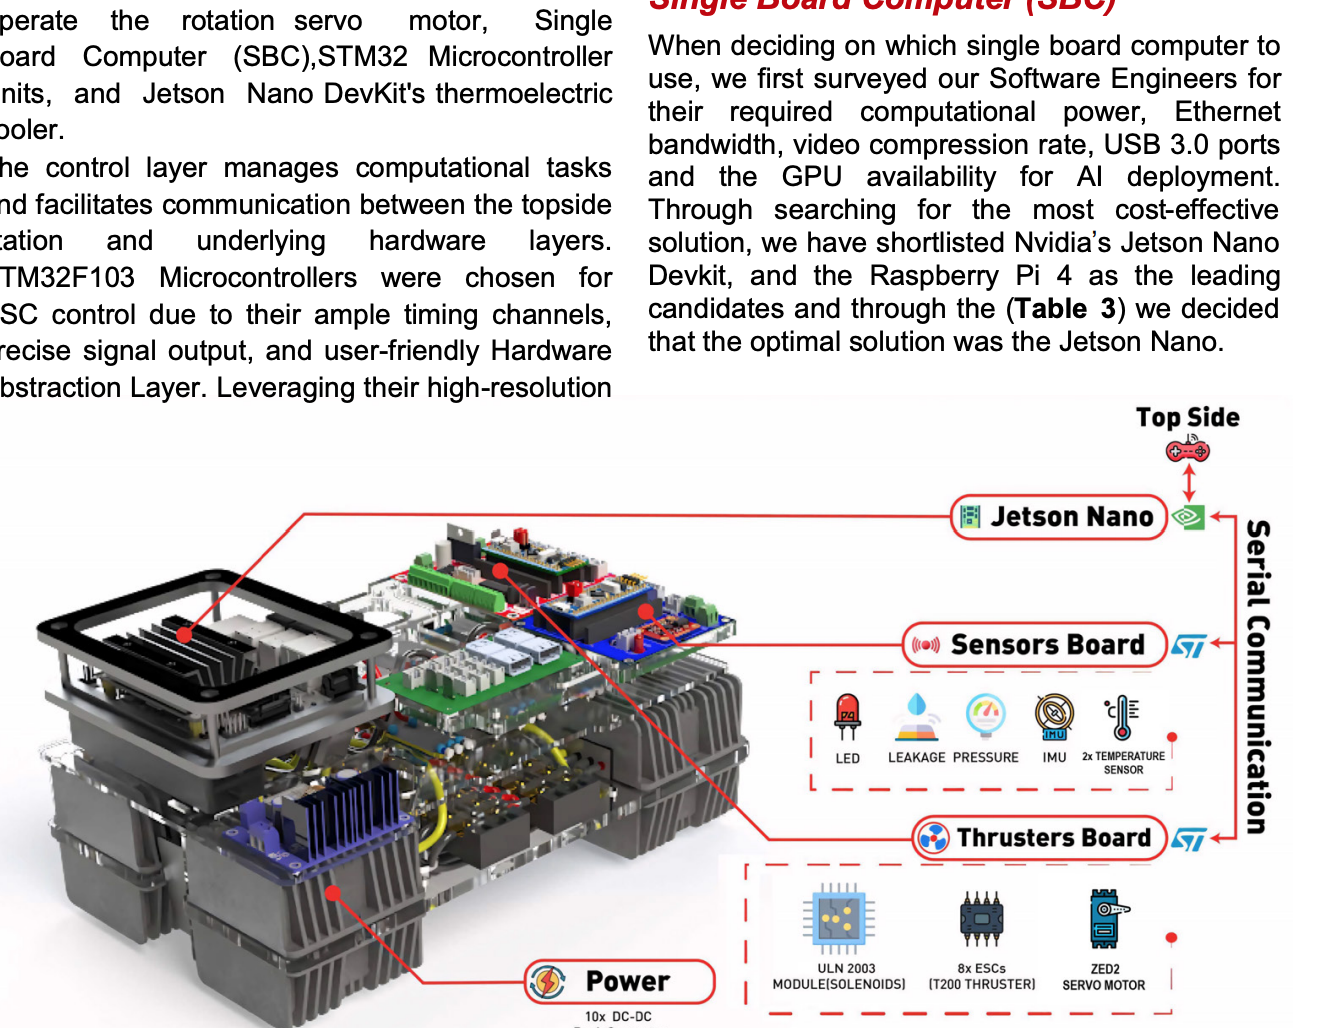 perate the rotation servo motor, Single
oard Computer (SBC),STM32 Microcontroller
nits, and Jetson Nano DevKit's thermoelectric
ooler.
he control layer manages computational tasks
nd facilitates communication between the topside
tation and underlying hardware layers.
TM32F103 Microcontrollers were chosen for
SC control due to their ample timing channels,
recise signal output, and user-friendly Hardware
bstraction Layer. Leveraging their high-resolution
Single Board Computer (SBC)
When deciding on which single board computer to
use, we first surveyed our Software Engineers for
their required computational power, Ethernet
bandwidth, video compression rate, USB 3.0 ports
and the GPU availability for AI deployment.
Through searching for the most cost-effective
solution, we have shortlisted Nvidia’s Jetson Nano
Devkit, and the Raspberry Pi 4 as the leading
candidates and through the (Table 3) we decided
that the optimal solution was the Jetson Nano.
Top Side
Jetson Nano
Serial Communication
Sensors Board
LED
LEAKAGE
PRESSURE
IMU
IMU
2x TEMPERATURE
SENSOR
Thrusters Board
ULN 2003
MODULE(SOLENOIDS)
8x ESCs
(T200 THRUSTER)
ZED2
SERVO MOTOR
Power
10x DC-DC